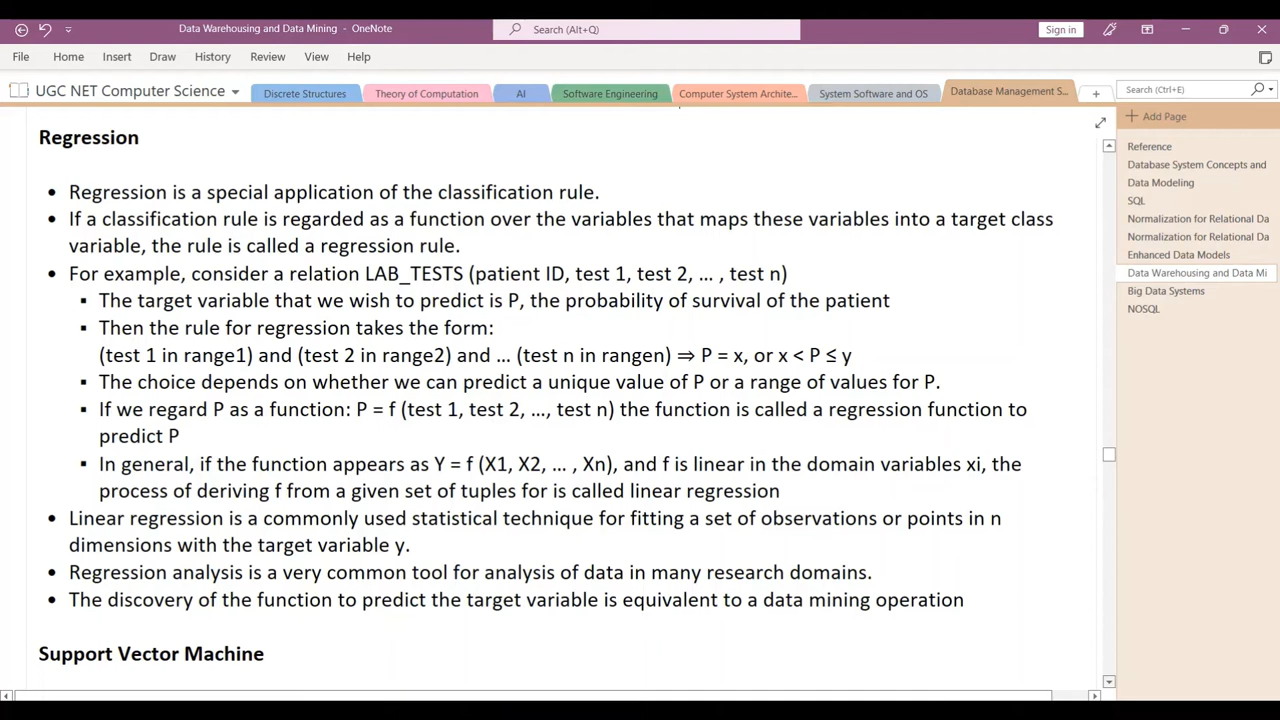 Data Warehousing and Data Mining - OneNote
Search (Alt+Q)
Sign in
File Home Insert Draw History Review View Help
UGC NET Computer Science
Discrete Structures
Theory of Computation
AI
Software Engineering
Computer System Archite...
System Software and OS
Database Management S...
+
Search (Ctrl+E)
Regression
• Regression is a special application of the classification rule.
• If a classification rule is regarded as a function over the variables that maps these variables into a target class
variable, the rule is called a regression rule.
• For example, consider a relation LAB_TESTS (patient ID, test 1, test 2, ... , test n)
▪ The target variable that we wish to predict is P, the probability of survival of the patient
▪ Then the rule for regression takes the form:
(test 1 in range1) and (test 2 in range2) and ... (test n in rangen) ⇒ P = x, or x < P ≤ y
▪ The choice depends on whether we can predict a unique value of P or a range of values for P.
▪ If we regard P as a function: P = f (test 1, test 2, ..., test n) the function is called a regression function to
predict P
▪ In general, if the function appears as Y = f (X1, X2, ... , Xn), and f is linear in the domain variables xi, the
process of deriving f from a given set of tuples for is called linear regression
• Linear regression is a commonly used statistical technique for fitting a set of observations or points in n
dimensions with the target variable y.
• Regression analysis is a very common tool for analysis of data in many research domains.
• The discovery of the function to predict the target variable is equivalent to a data mining operation
Support Vector Machine
Add Page
Reference
Database System Concepts and
Data Modeling
SQL
Normalization for Relational Da
Normalization for Relational Da
Enhanced Data Models
Data Warehousing and Data Mi
Big Data Systems
NOSQL